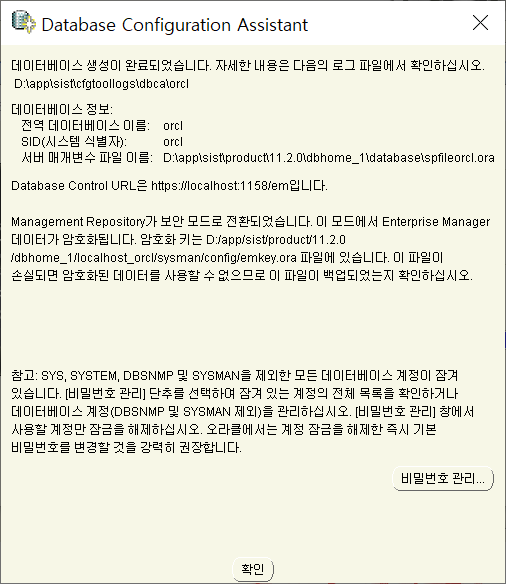 Database Configuration Assistant
데이터베이스 생성이 완료되었습니다. 자세한 내용은 다음의 로그 파일에서 확인하십시오.
D:\app\sist\cfgtoollogs\dbca\orcl
데이터베이스 정보:
전역 데이터베이스 이름: orcl
SID(시스템 식별자): orcl
서버 매개변수 파일 이름: D:\app\sist\product\11.2.0\dbhome_1\database\spfileorcl.ora
Database Control URL은 https://localhost:1158/em입니다.
Management Repository가 보안 모드로 전환되었습니다. 이 모드에서 Enterprise Manager
데이터가 암호화됩니다. 암호화 키는 D:/app/sist/product/11.2.0
/dbhome_1/localhost_orcl/sysman/config/emkey.ora 파일에 있습니다. 이 파일이
손실되면 암호화된 데이터를 사용할 수 없으므로 이 파일이 백업되었는지 확인하십시오.
참고: SYS, SYSTEM, DBSNMP 및 SYSMAN을 제외한 모든 데이터베이스 계정이 잠겨
있습니다. [비밀번호 관리] 단추를 선택하여 잠겨 있는 계정의 전체 목록을 확인하거나
데이터베이스 계정(DBSNMP 및 SYSMAN 제외)을 관리하십시오. [비밀번호 관리] 창에서
사용할 계정만 잠금을 해제하십시오. 오라클에서는 계정 잠금을 해제한 즉시 기본
비밀번호를 변경할 것을 강력히 권장합니다.
비밀번호 관리...
확인